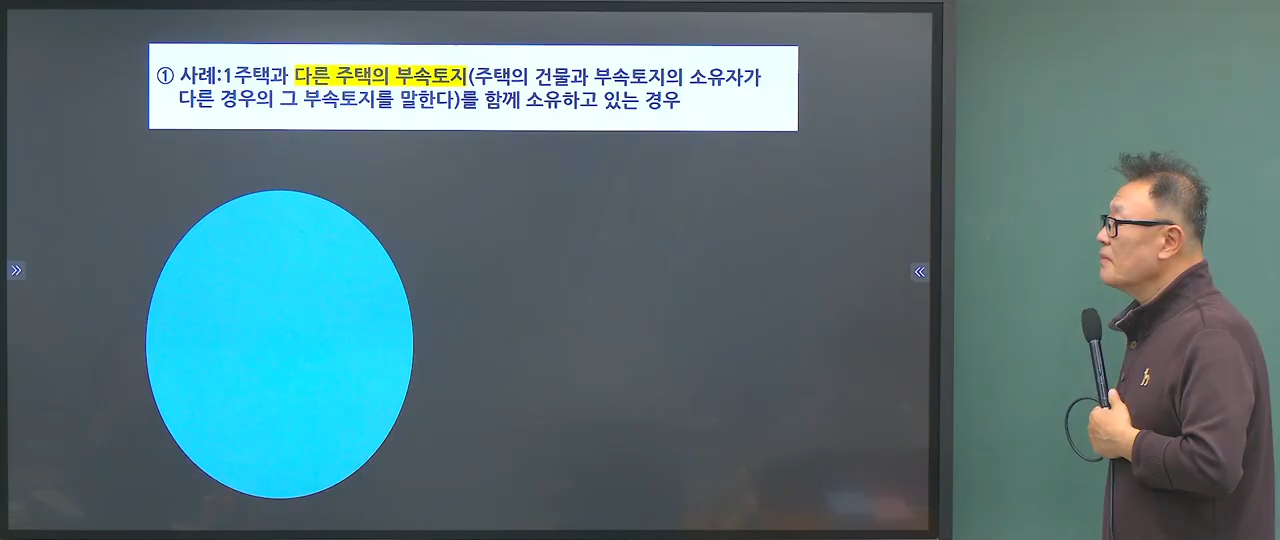 ① 사례:1주택과 다른 주택의 부속토지(주택의 건물과 부속토지의 소유자가
다른 경우의 그 부속토지를 말한다)를 함께 소유하고 있는 경우